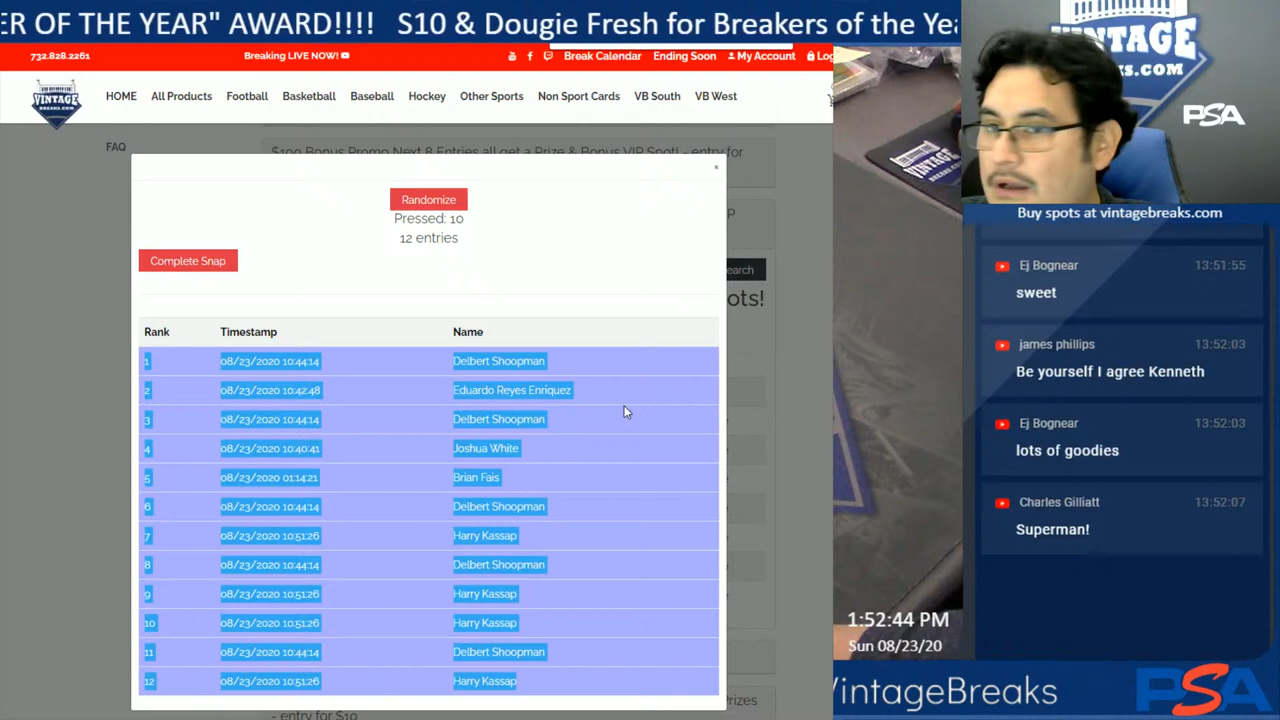 ER OF THE YEAR" AWARD!!!! S10 & Dougie Fresh for Breakers of the Yea
732.828.2261 Breaking LIVE NOW! Break Calendar Ending Soon My Account Log
VINTAGE BREAKS.COM
HOME All Products Football Basketball Baseball Hockey Other Sports Non Sport Cards VB South VB West
VINTAGE
BREAKS.COM
PSA
FAQ
$100 Bonus Promo Next 8 Entries all get a Prize & Bonus VIP Spot! - entry for
×
Randomize
Pressed: 10
12 entries
Complete Snap
P
earch
ots!
Rank Timestamp Name
1 08/23/2020 10:44:14 Delbert Shoopman
2 08/23/2020 10:42:48 Eduardo Reyes Enriquez
3 08/23/2020 10:44:14 Delbert Shoopman
4 08/23/2020 10:40:41 Joshua White
5 08/23/2020 01:14:21 Brian Fais
6 08/23/2020 10:44:14 Delbert Shoopman
7 08/23/2020 10:51:26 Harry Kassap
8 08/23/2020 10:44:14 Delbert Shoopman
9 08/23/2020 10:51:26 Harry Kassap
10 08/23/2020 10:51:26 Harry Kassap
11 08/23/2020 10:44:14 Delbert Shoopman
12 08/23/2020 10:51:26 Harry Kassap
Prizes
- entry for $10
Buy spots at vintagebreaks.com
Ej Bognear 13:51:55
sweet
james phillips 13:52:03
Be yourself I agree Kenneth
Ej Bognear 13:52:03
lots of goodies
Charles Gilliatt 13:52:07
Superman!
1:52:44 PM
Sun 08/23/20
VintageBreaks
PSA